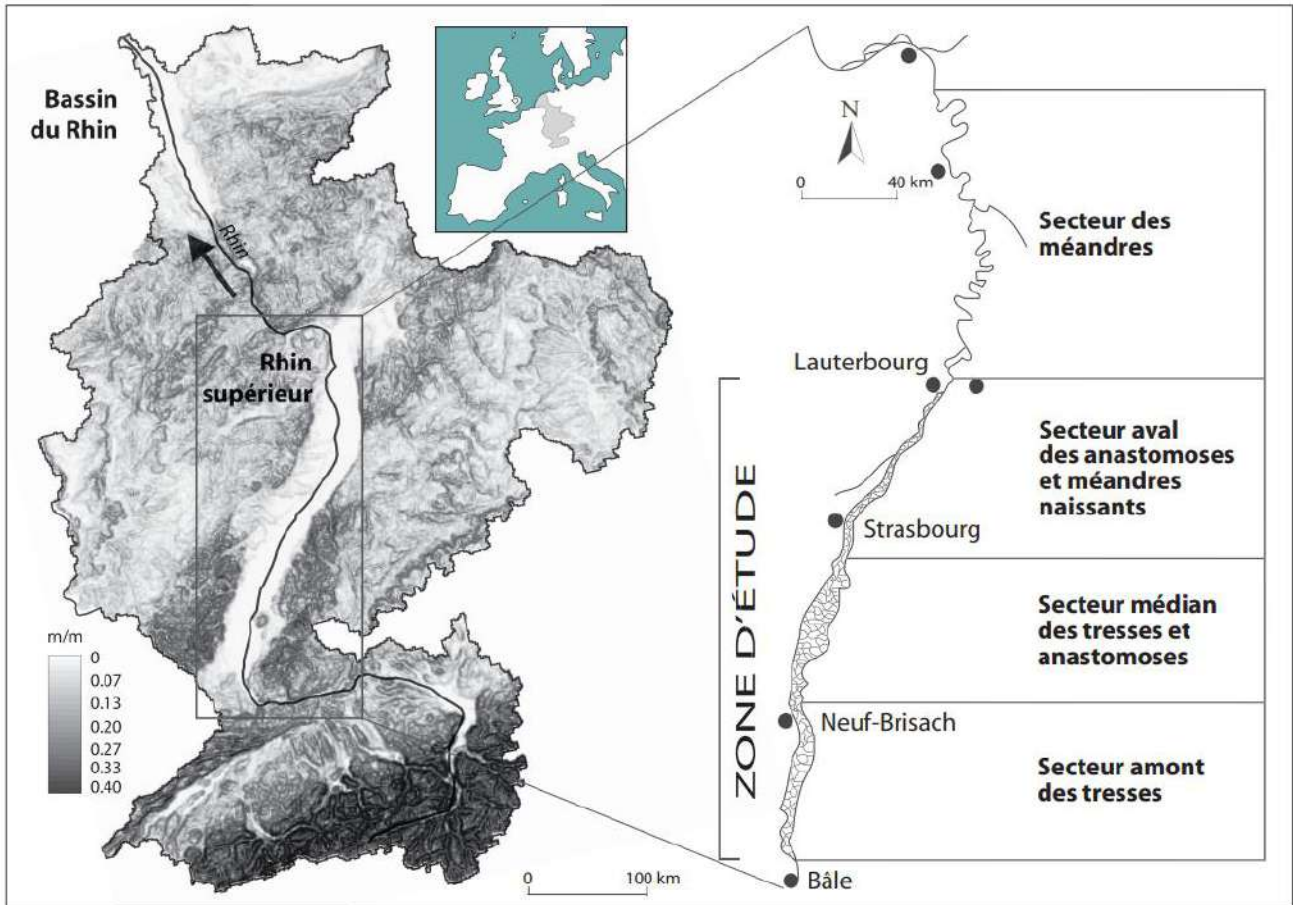 Bassin
du Rhin
Rhin
Rhin
supérieur
m/m
0
0.07
0.13
0.20
0.27
0.33
0.40
0
100 km
N
0
40 km
Secteur des
méandres
Lauterbourg
Secteur aval
des anastomoses
et méandres
naissants
ZONE D'ÉTUDE
Strasbourg
Secteur médian
des tresses et
anastomoses
Neuf-Brisach
Secteur amont
des tresses
Bâle